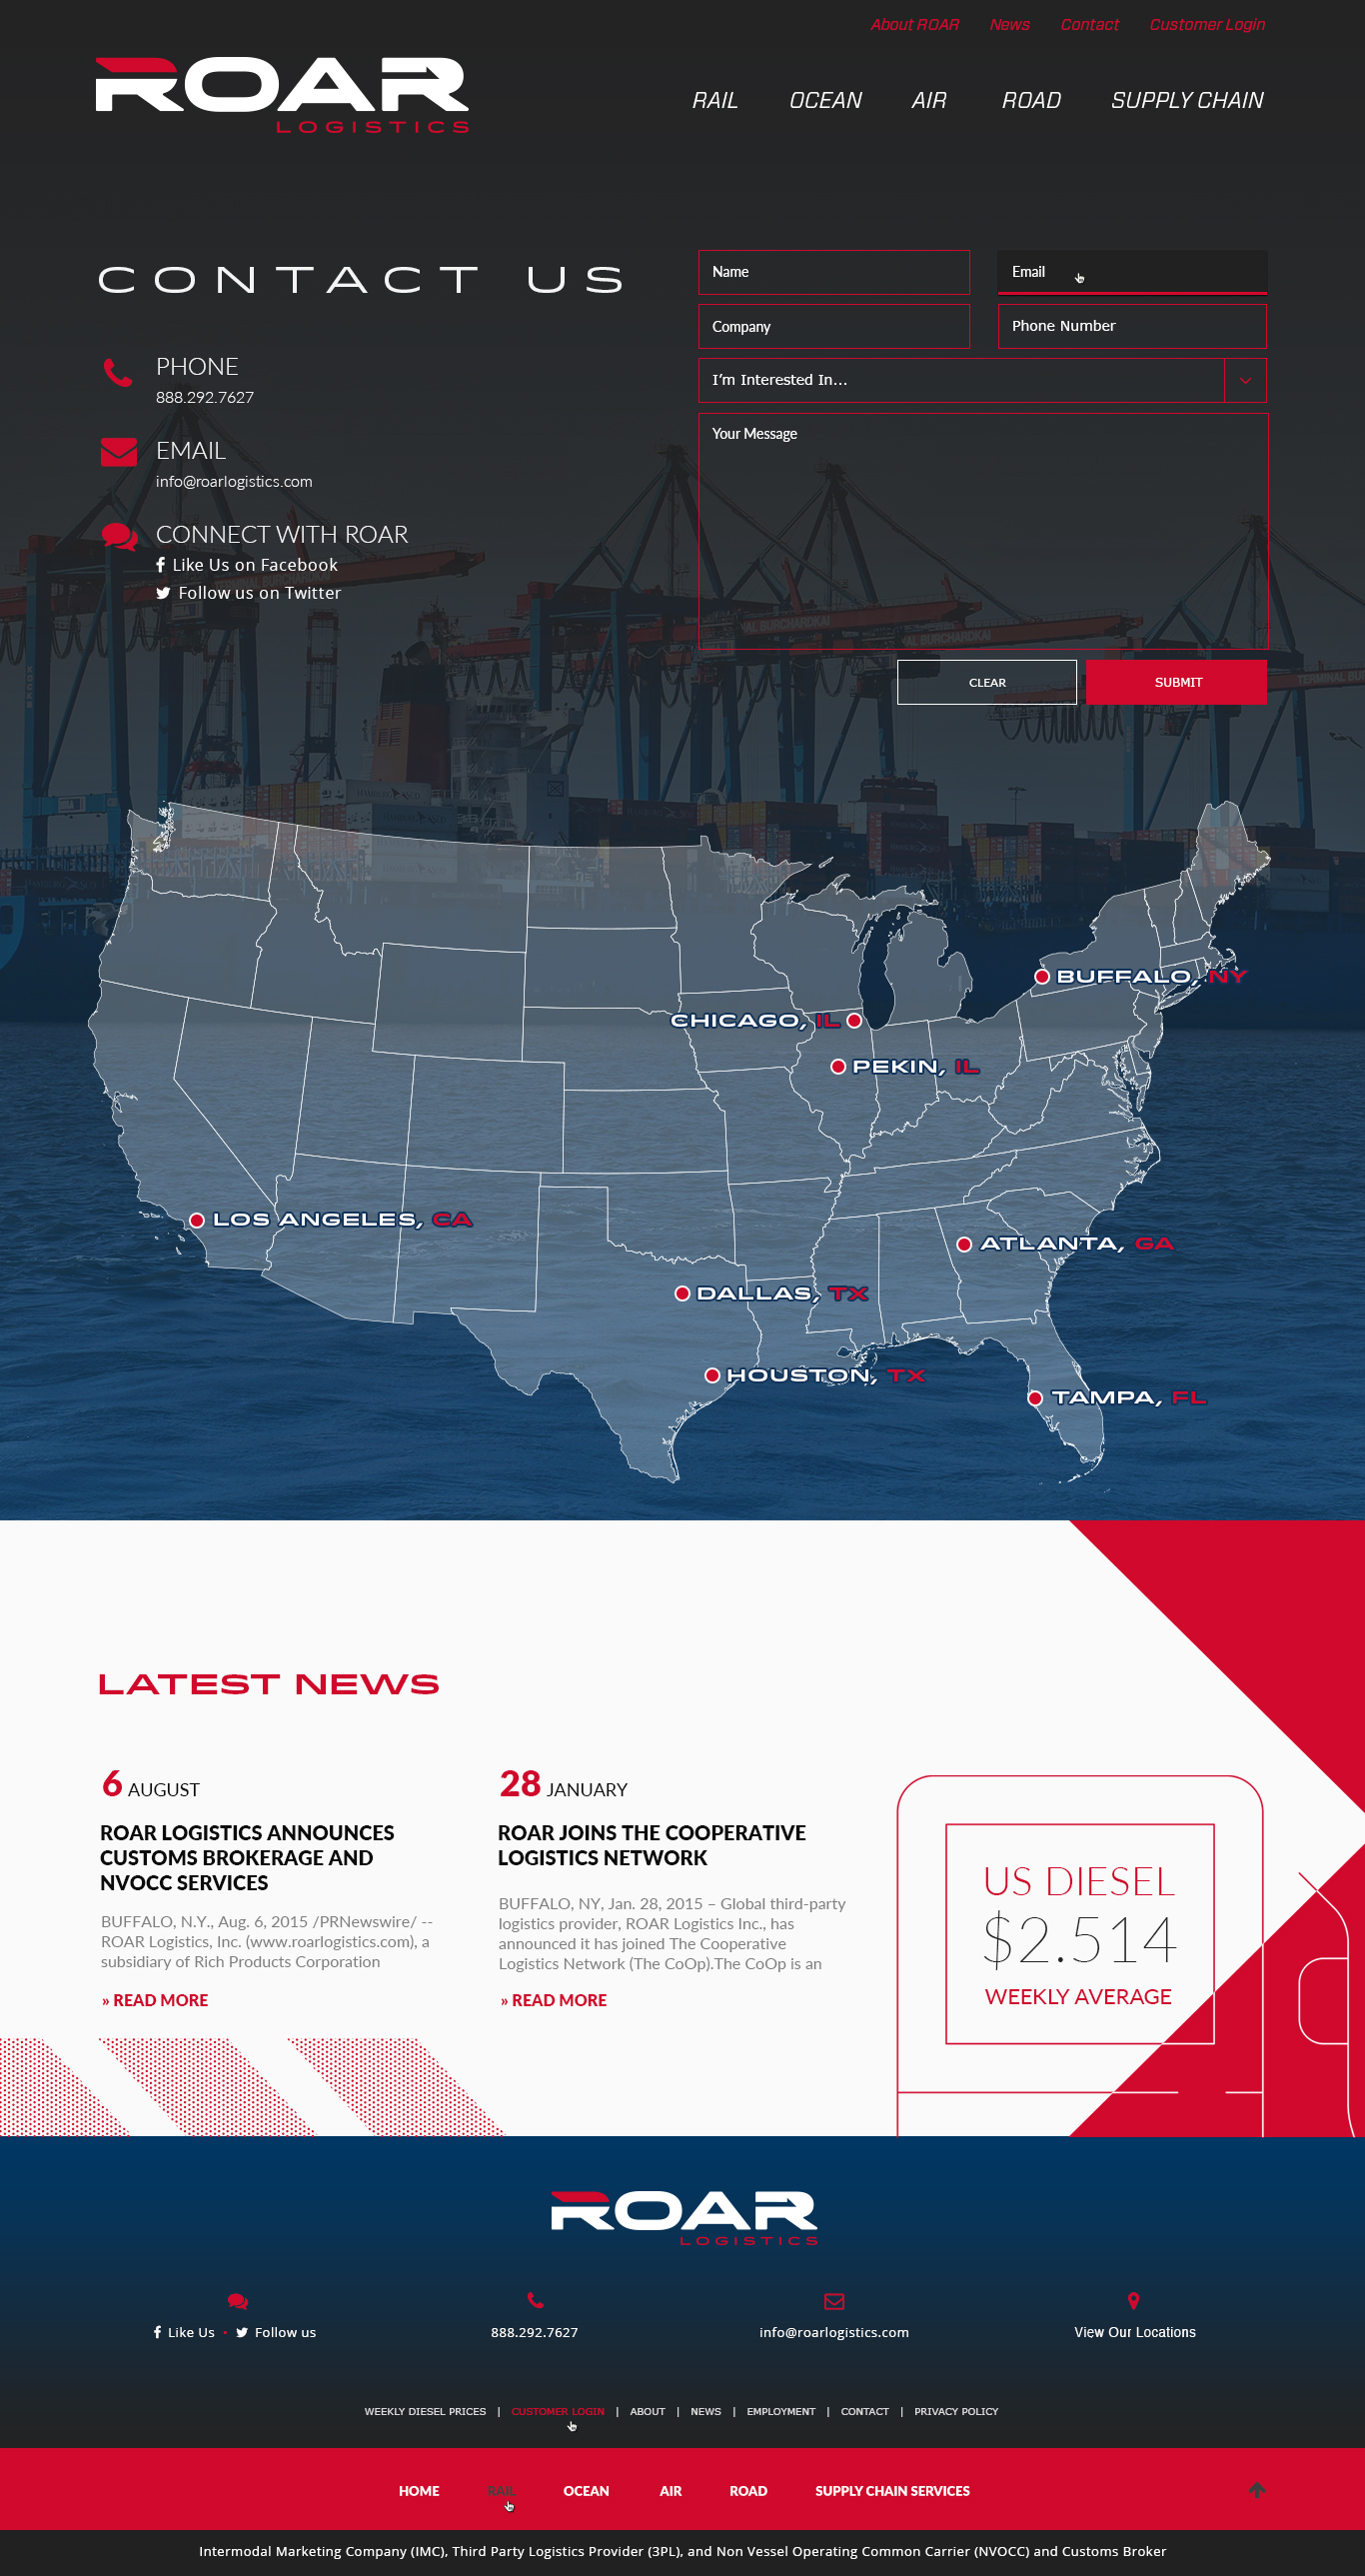 About ROAR News Contact Customer Login
ROAR
LOGISTICS
RAIL OCEAN AIR ROAD SUPPLY CHAIN
CONTACT US
PHONE
888.292.7627
EMAIL
info@roarlogistics.com
CONNECT WITH ROAR
Like Us on Facebook
Follow us on Twitter
Name
Email
Company
Phone Number
I'm Interested In...
Your Message
BURCHARDKAI
BURCHARDKAI
TERMINAL
CLEAR
SUBMIT
BUFFALO, NY
CHICAGO, IL
PEKIN, IL
LOS ANGELES, CA
ATLANTA, GA
DALLAS, TX
HOUSTON, TX
TAMPA, FL
LATEST NEWS
6 AUGUST
ROAR LOGISTICS ANNOUNCES
CUSTOMS BROKERAGE AND
NVOCC SERVICES
BUFFALO, N.Y., Aug. 6, 2015 /PRNewswire/ --
ROAR Logistics, Inc. (www.roarlogistics.com), a
subsidiary of Rich Products Corporation
» READ MORE
28 JANUARY
ROAR JOINS THE COOPERATIVE
LOGISTICS NETWORK
BUFFALO, NY, Jan. 28, 2015 – Global third-party
logistics provider, ROAR Logistics Inc., has
announced it has joined The Cooperative
Logistics Network (The CoOp).The CoOp is an
» READ MORE
US DIESEL
$2.514
WEEKLY AVERAGE
ROAR
LOGISTICS
Like Us • Follow us
888.292.7627
info@roarlogistics.com
View Our Locations
WEEKLY DIESEL PRICES | CUSTOMER LOGIN | ABOUT | NEWS | EMPLOYMENT | CONTACT | PRIVACY POLICY
HOME RAIL OCEAN AIR ROAD SUPPLY CHAIN SERVICES
Intermodal Marketing Company (IMC), Third Party Logistics Provider (3PL), and Non Vessel Operating Common Carrier (NVOCC) and Customs Broker